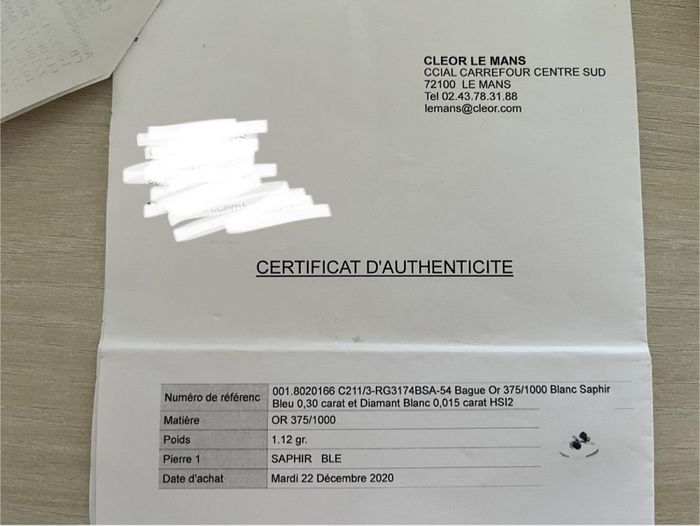 CLEOR LE MANS
CCIAL CARREFOUR CENTRE SUD
72100 LE MANS
Tel 02.43.78.31.88
lemans@cleor.com
CERTIFICAT D'AUTHENTICITE
Numéro de référenc 001.8020166 C211/3-RG3174BSA-54 Bague Or 375/1000 Blanc Saphir
Bleu 0,30 carat et Diamant Blanc 0,015 carat HSI2
Matière OR 375/1000
Poids 1.12 gr.
Pierre 1 SAPHIR BLE
Date d'achat Mardi 22 Décembre 2020